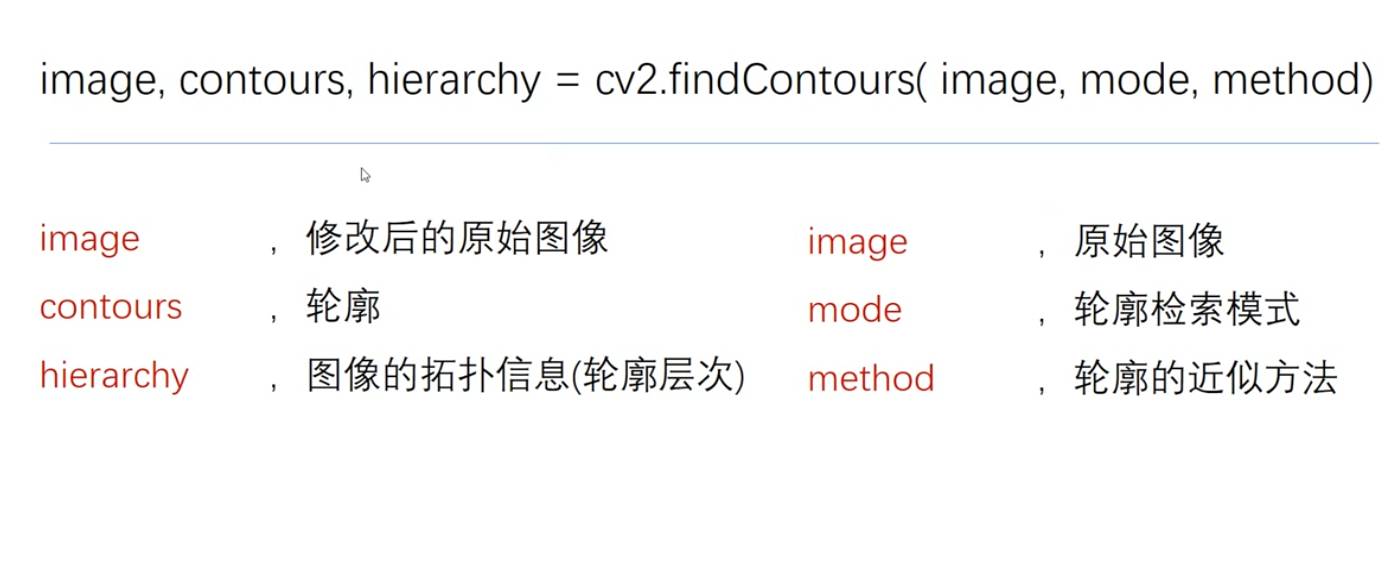 image, contours, hierarchy = cv2.findContours( image, mode, method)
image , 修改后的原始图像
contours , 轮廓
hierarchy , 图像的拓扑信息(轮廓层次)
image , 原始图像
mode , 轮廓检索模式
method , 轮廓的近似方法